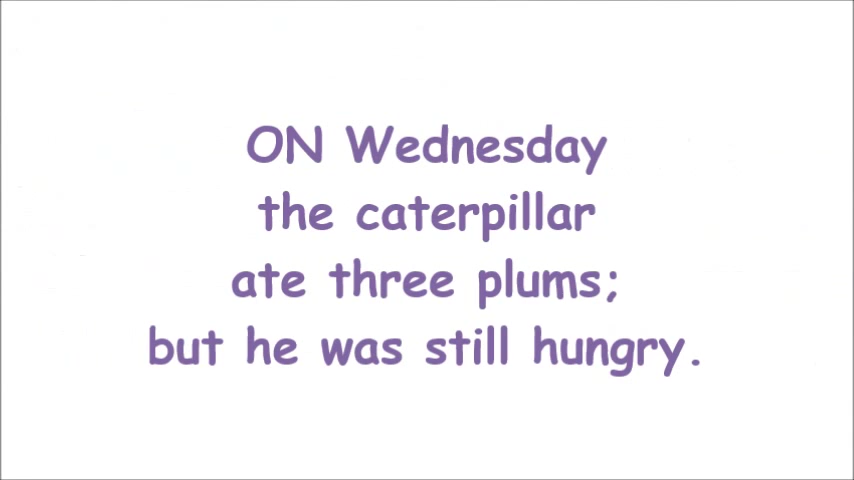 ON Wednesday
the caterpillar
ate three plums;
but he was still hungry.